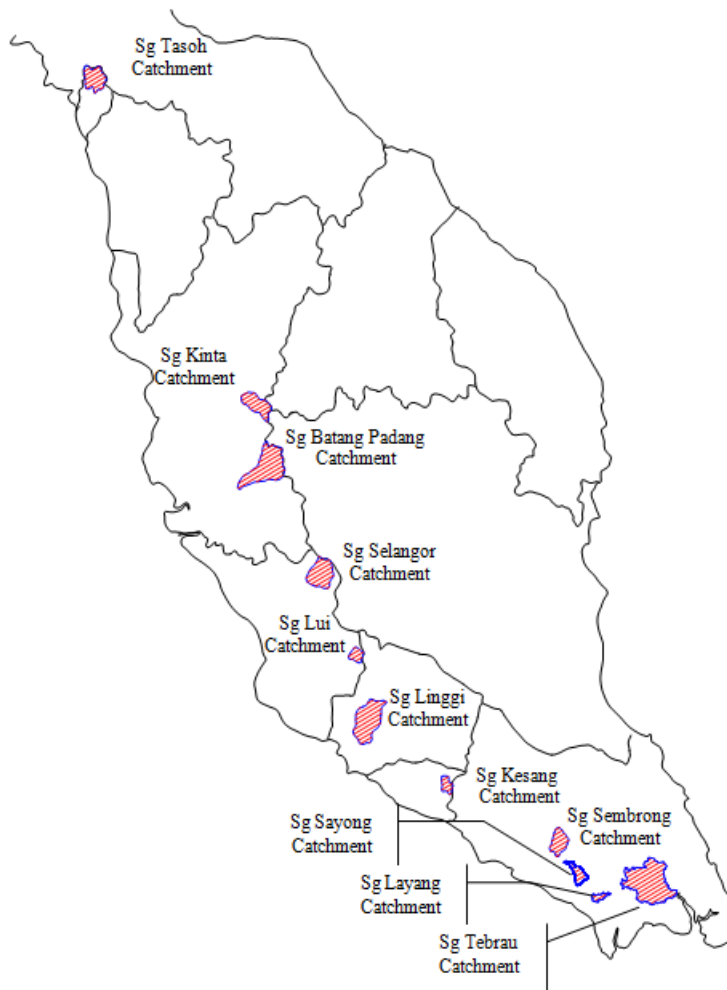 Sg Tasoh
Catchment
Sg Kinta
Catchment
Sg Batang Padang
Catchment
Sg Selangor
Catchment
Sg Lui
Catchment
Sg Linggi
Catchment
Sg Kesang
Catchment
Sg Sembrong
Catchment
Sg Sayong
Catchment
Sg Layang
Catchment
Sg Tebrau
Catchment